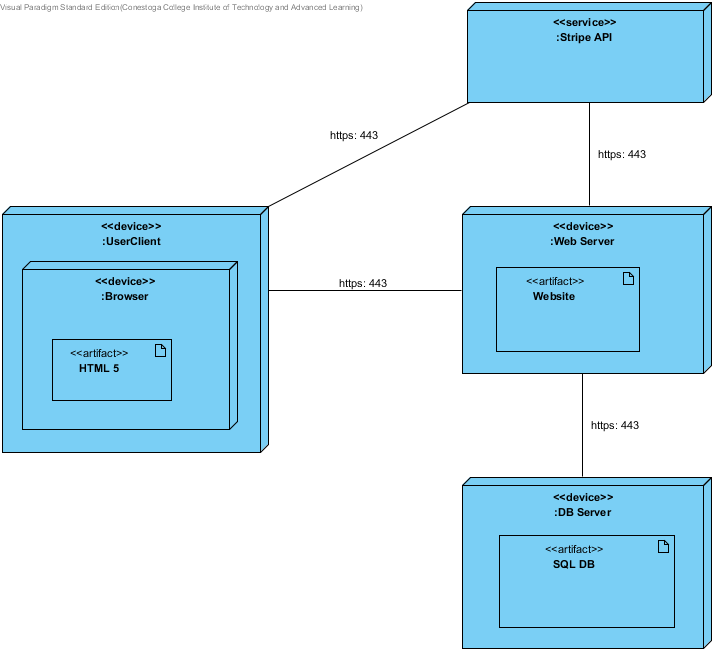 Visual Paradigm Standard Edition(Conestoga College Institute of Technology and Advanced Learning)
<<service>>
:Stripe API
https: 443
https: 443
<<device>>
:UserClient
<<device>>
:Browser
<<artifact>>
HTML 5
https: 443
<<device>>
:Web Server
<<artifact>>
Website
https: 443
<<device>>
:DB Server
<<artifact>>
SQL DB